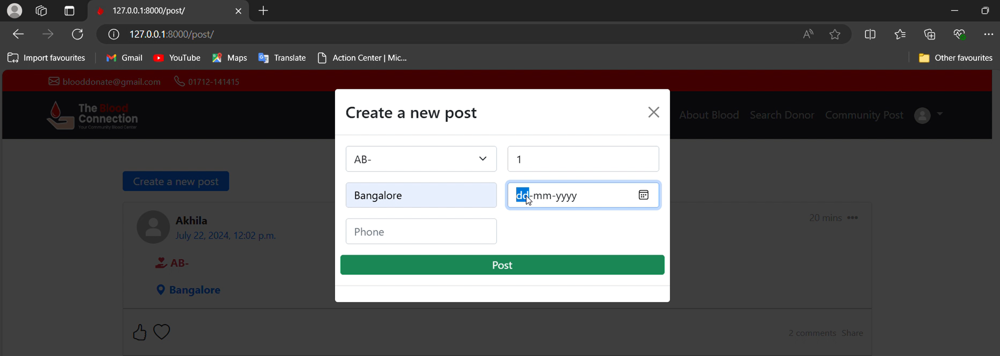 127.0.0.1:8000/post/
127.0.0.1:8000/post/
Import favourites Gmail YouTube Maps Translate Action Center | Mic... Other favourites
blooddonate@gmail.com 01712-141415
The Blood
Connection
Your Community Blood Center
About Blood Search Donor Community Post
Create a new post
AB- 1
Bangalore dd-mm-yyyy
Phone
Post
Create a new post
Akhila 20 mins
July 22, 2024, 12:02 p.m.
AB-
Bangalore
2 comments Share